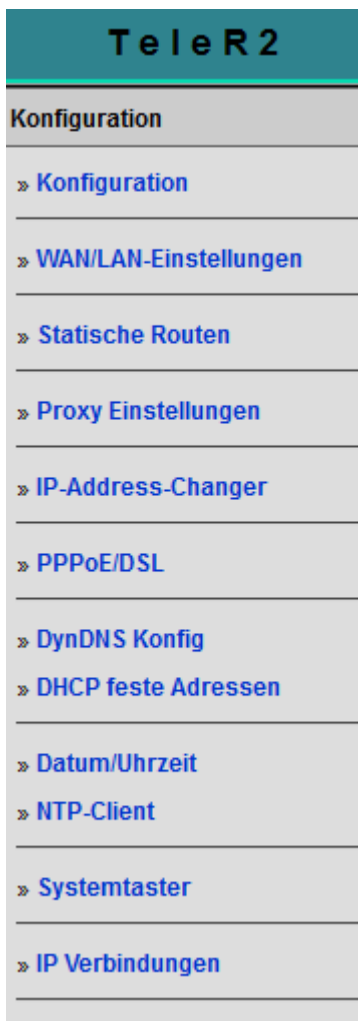 TeleR2
Konfiguration
» Konfiguration
» WAN/LAN-Einstellungen
» Statische Routen
» Proxy Einstellungen
» IP-Address-Changer
» PPPoE/DSL
» DynDNS Konfig
» DHCP feste Adressen
» Datum/Uhrzeit
» NTP-Client
» Systemtaster
» IP Verbindungen